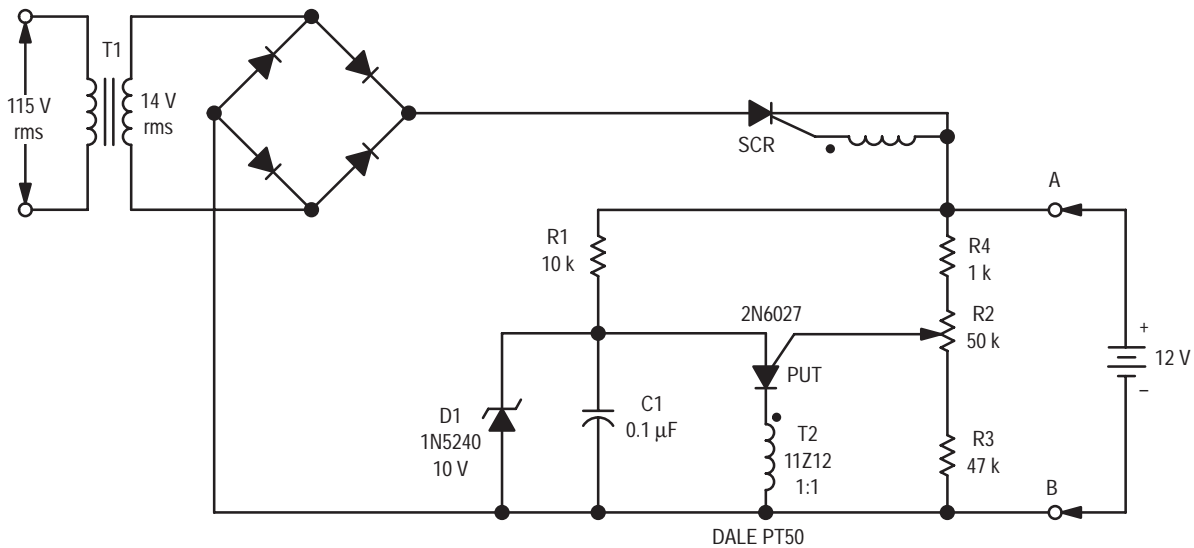 T1
115 V
rms
14 V
rms
SCR
A
R1
10 k
R4
1 k
2N6027
R2
50 k
PUT
+
12 V
–
D1
1N5240
10 V
C1
0.1 μF
T2
11Z12
1:1
R3
47 k
B
DALE PT50